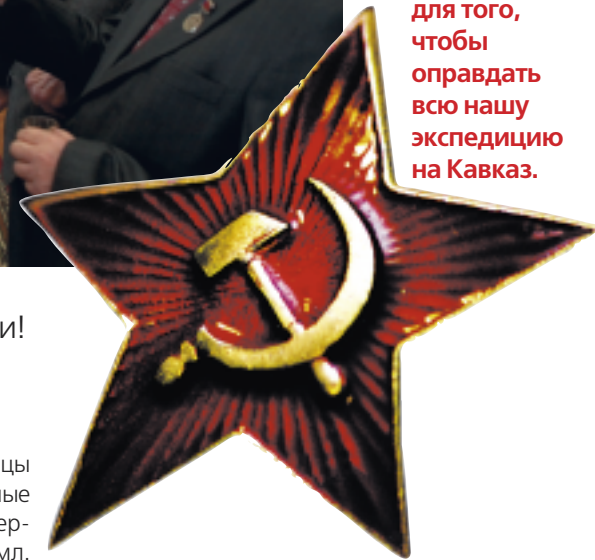 для того,
чтобы
оправдать
всю нашу
экспедицию
на Кавказ.
и!
цы
ные
ер-
мл.